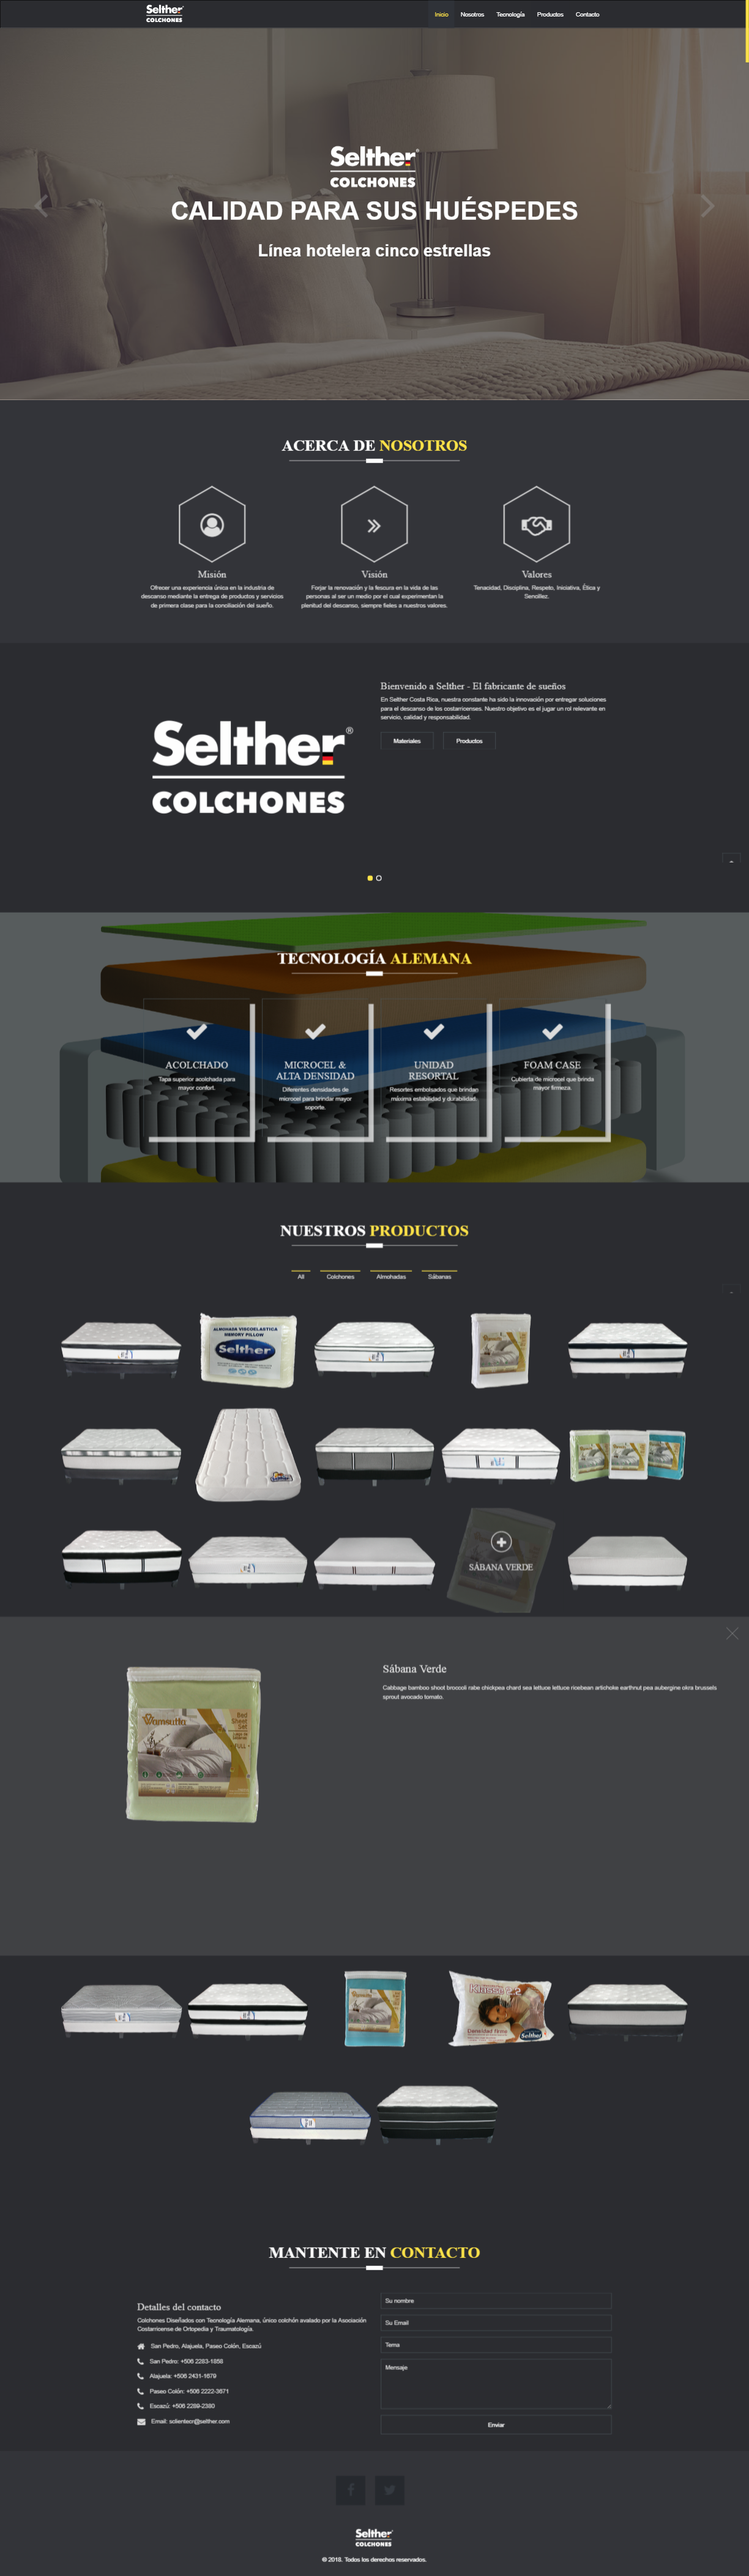 Selther
COLCHONES
Inicio
Nosotros
Tecnología
Productos
Contacto
Selther®
COLCHONES
CALIDAD PARA SUS HUÉSPEDES
Línea hotelera cinco estrellas
ACERCA DE NOSOTROS
Misión
Ofrecer una experiencia única en la industria de
descanso mediante la entrega de productos y servicios
de primera clase para la conciliación del sueño.
Visión
Forjar la renovación y la frescura en la vida de las
personas al ser un medio por el cual experimentan la
plenitud del descanso, siempre fieles a nuestros valores.
Valores
Tenacidad, Disciplina, Respeto, Iniciativa, Ética y
Sencillez.
Selther®
COLCHONES
Bienvenido a Selther - El fabricante de sueños
En Selther Costa Rica, nuestra constante ha sido la innovación por entregar soluciones
para el descanso de los costarricenses. Nuestro objetivo es el jugar un rol relevante en
servicio, calidad y responsabilidad.
Materiales
Productos
TECNOLOGÍA ALEMANA
ACOLCHADO
Tapa superior acolchada para
mayor confort.
MICROCEL &
ALTA DENSIDAD
Diferentes densidades de
microcel para brindar mayor
soporte.
UNIDAD
RESORTAL
Resortes embolsados que brindan
máxima estabilidad y durabilidad.
FOAM CASE
Cubierta de microcel que brinda
mayor firmeza.
NUESTROS PRODUCTOS
All
Colchones
Almohadas
Sábanas
ALMOHADA VISCOELASTICA
MEMORY PILLOW
Selther
SÁBANA VERDE
Wamsutta
Bed
Sheet
Set
FULL
Sábana Verde
Cabbage bamboo shoot broccoli rabe chickpea chard sea lettuce lettuce ricebean artichoke earthnut pea aubergine okra brussels
sprout avocado tomato.
Klasse
Selther
MANTENTE EN CONTACTO
Detalles del contacto
Colchones Diseñados con Tecnología Alemana, único colchón avalado por la Asociación
Costarricense de Ortopedia y Traumatología.
San Pedro, Alajuela, Paseo Colón, Escazú
San Pedro: +506 2283-1858
Alajuela: +506 2431-1679
Paseo Colón: +506 2222-3671
Escazú: +506 2289-2380
Email: sclientecr@selther.com
Su nombre
Su Email
Tema
Mensaje
Enviar
Selther
COLCHONES
© 2018. Todos los derechos reservados.